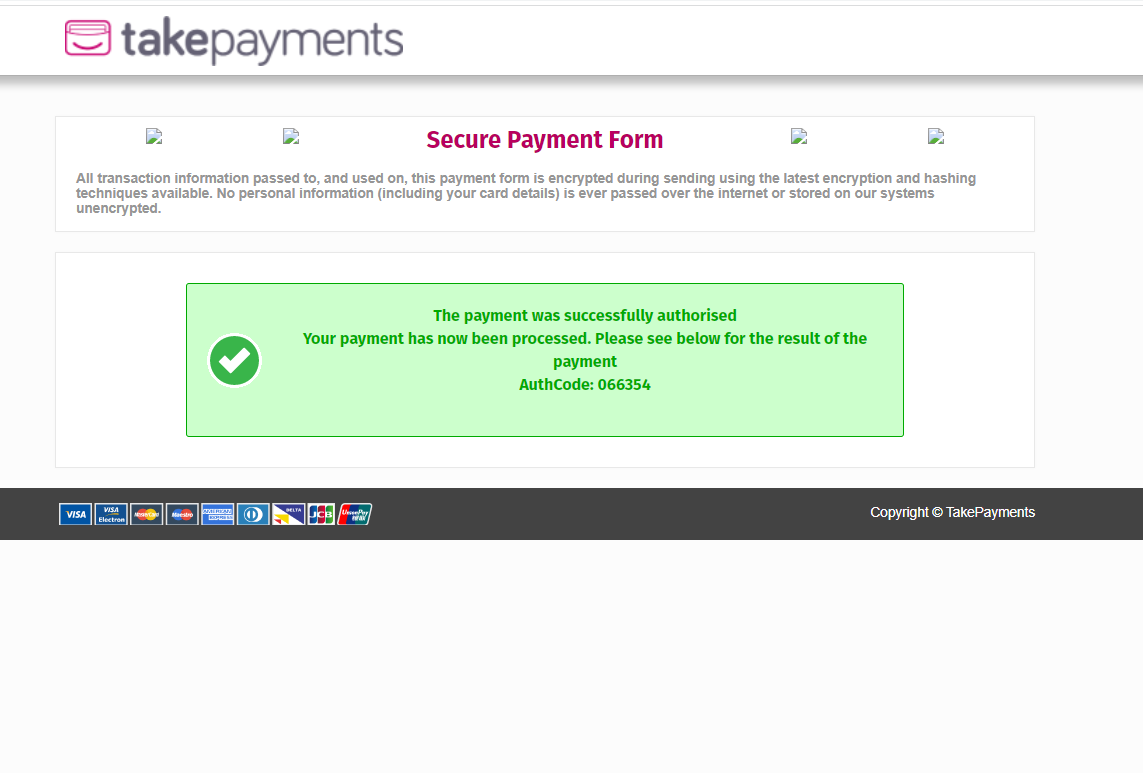 takepayments
Secure Payment Form
All transaction information passed to, and used on, this payment form is encrypted during sending using the latest encryption and hashing
techniques available. No personal information (including your card details) is ever passed over the internet or stored on our systems
unencrypted.
The payment was successfully authorised
Your payment has now been processed. Please see below for the result of the
payment
AuthCode: 066354
VISA VISA Electron MasterCard Maestro AMERICAN EXPRESS DELTA JCB UnionPay
Copyright © TakePayments